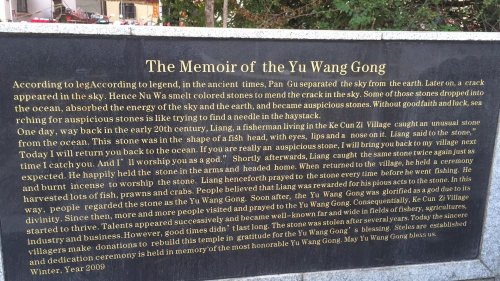 The Memoir of the Yu Wang Gong
According to legAccording to legend, in the ancient times, Pan Gu separated the sky from the earth. Later on, a crack
appeared in the sky. Hence Nu Wa smelt colored stones to mend the crack in the sky. Some of those stones dropped into
the ocean, absorbed the energy of the sky and the earth, and became auspicious stones. Without good faith and luck, sea
rching for auspicious stones is like trying to find a needle in the haystack.
One day, way back in the early 20th century, Liang, a fisherman living in the Ke Cun Zi Village caught an unusual stone
from the ocean. This stone was in the shape of a fish head, with eyes, lips and a nose on it. Liang said to the stone,"
Today I will return you back to the ocean. If you are really an auspicious stone, I will bring you back to my village next
time I catch you. And I'll worship you as a god." Shortly afterwards, Liang caught the same stone twice again just as
expected. He happily held the stone in the arms and headed home. When returned to the village, he held a ceremony
and burnt incense to worship the stone. Liang henceforth prayed to the stone every time before he went fishing. He
harvested lots of fish, prawns and crabs. People believed that Liang was rewarded for his pious acts to the stone. In this
way, people regarded the stone as the Yu Wang Gong. Soon after, the Yu Wang Gong was glorified as a god due to its
divinity. Since then, more and more people visited and prayed to the Yu Wang Gong. Consequentially, Ke Cun Zi Village
started to thrive. Talents appeared successively and became well-known far and wide in fields of fishery, agricultures,
industry and business. However, good times didn't last long. The stone was stolen after several years. Today the sincere
villagers make donations to rebuild this temple in gratitude for the Yu Wang Gong's blessing. Steles are established
and dedication ceremony is held in memory of the most honorable Yu Wang Gong. May Yu Wang Gong bless us.
Winter, Year 2009